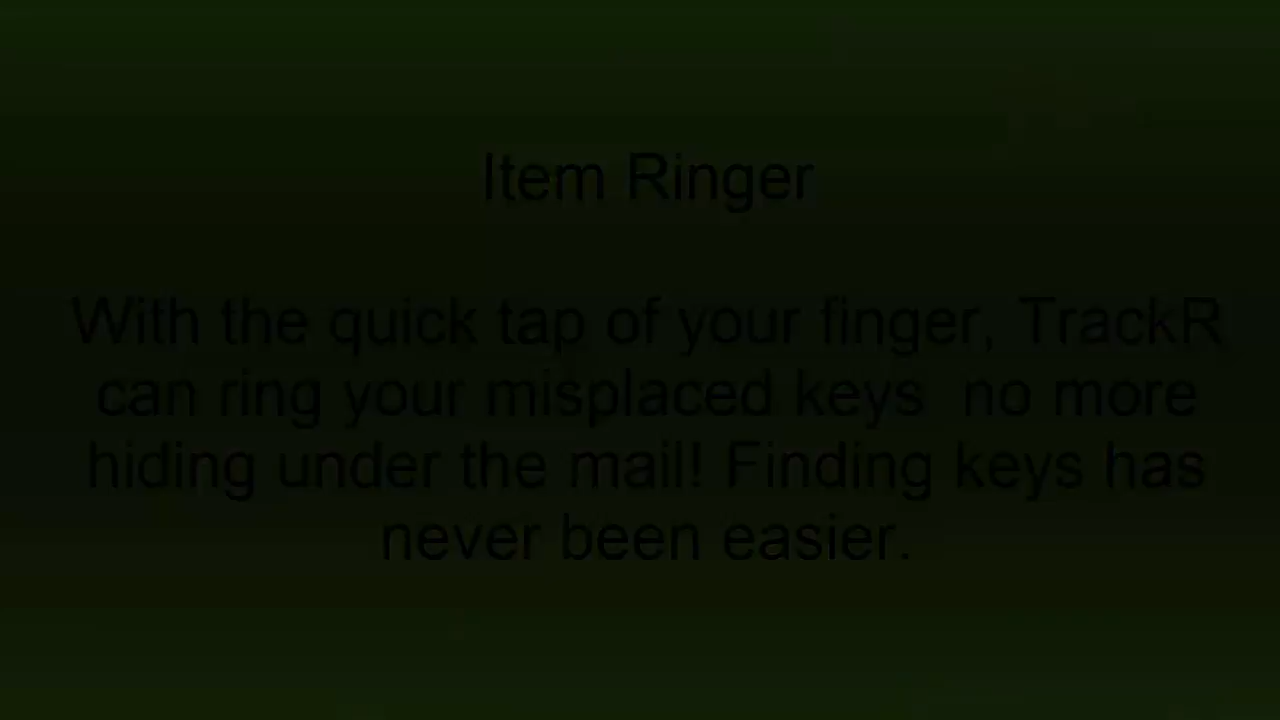 Item Ringer
With the quick tap of your finger, TrackR
can ring your misplaced keys  no more
hiding under the mail! Finding keys has
never been easier.